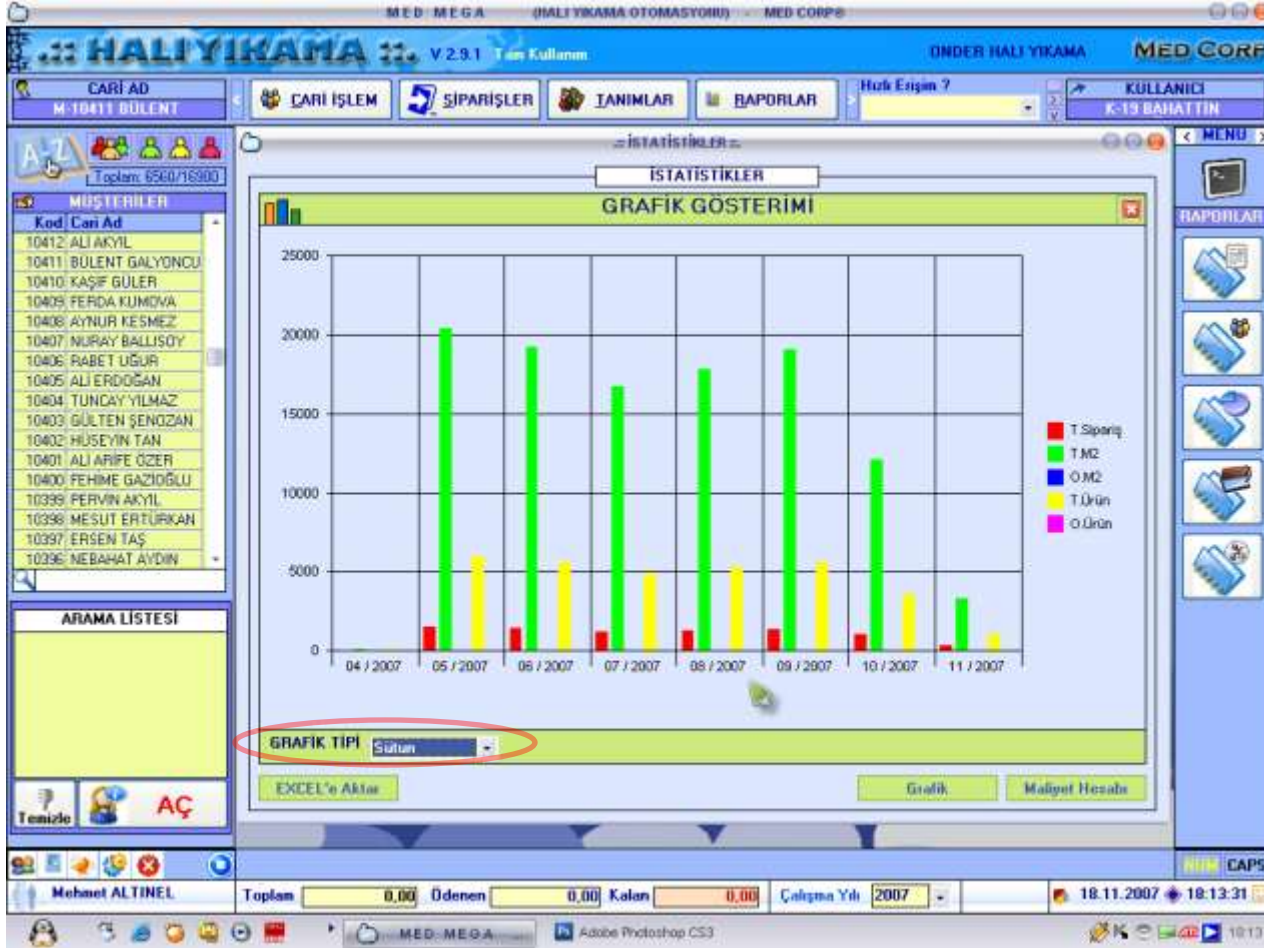 MED MEGA (HALI YIKAMA OTOMASYONU) - MED CORP®
.:: HALI YIKAMA ::. V 2.9.1 Tam Kullanım ÖNDER HALI YIKAMA MED CORP
CARİ AD
M-10411 BÜLENT
CARİ İŞLEM
SİPARİŞLER
TANIMLAR
RAPORLAR
Hızlı Erişim ?
KULLANICI
K-19 BAHATTİN
A-Z
Toplam: 6560/16900
MÜŞTERİLER
Kod Cari Ad
10412 ALİ AKYIL
10411 BÜLENT GALYONCU
10410 KAŞİF GÜLER
10409 FERDA KUMOVA
10408 AYNUR KESMEZ
10407 NURAY BALLISOY
10406 RABET UĞUR
10405 ALİ ERDOĞAN
10404 TUNCAY YILMAZ
10403 GÜLTEN ŞENOZAN
10402 HÜSEYİN TAN
10401 ALİ ARİFE ÖZER
10400 FEHİME GAZİOĞLU
10399 PERVİN AKYIL
10398 MESUT ERTÜRKAN
10397 ERSEN TAŞ
10396 NEBAHAT AYDIN
ARAMA LİSTESİ
Temizle
AÇ
.::İSTATİSTİKLER::.
İSTATİSTİKLER
GRAFİK GÖSTERİMİ
25000
20000
15000
10000
5000
0
04 / 2007 05 / 2007 06 / 2007 07 / 2007 08 / 2007 09 / 2007 10 / 2007 11 / 2007
T.Sipariş
T.M2
O.M2
T.Ürün
O.Ürün
GRAFİK TİPİ Sütun
EXCEL'e Aktar
Grafik
Maliyet Hesabı
< MENU >
RAPORLAR
NUM CAPS
Mehmet ALTINEL
Toplam 0,00 Ödenen 0,00 Kalan 0,00 Çalışma Yılı 2007
18.11.2007 18:13:31
MED MEGA
Adobe Photoshop CS3